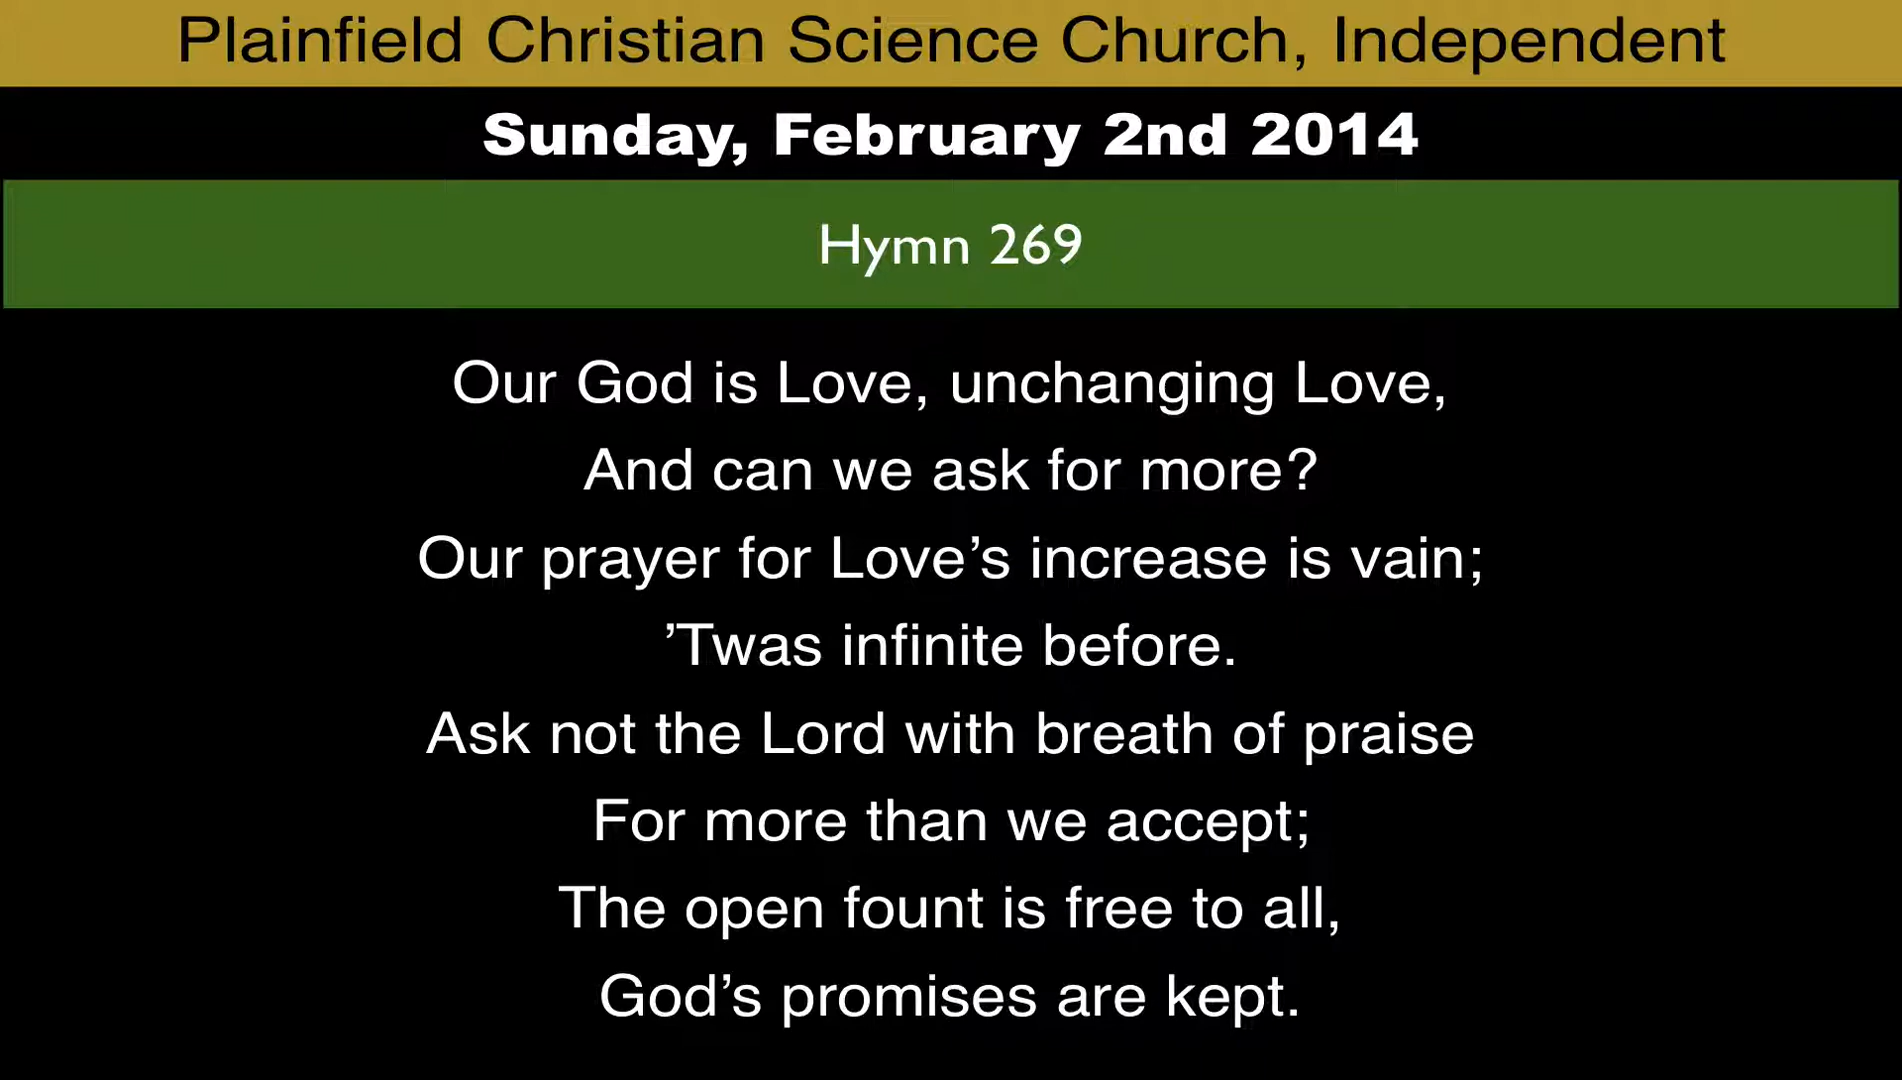 Plainfield Christian Science Church, Independent
Sunday, February 2nd 2014
Hymn 269
Our God is Love, unchanging Love,
And can we ask for more?
Our prayer for Love’s increase is vain;
’Twas infinite before.
Ask not the Lord with breath of praise
For more than we accept;
The open fount is free to all,
God’s promises are kept.